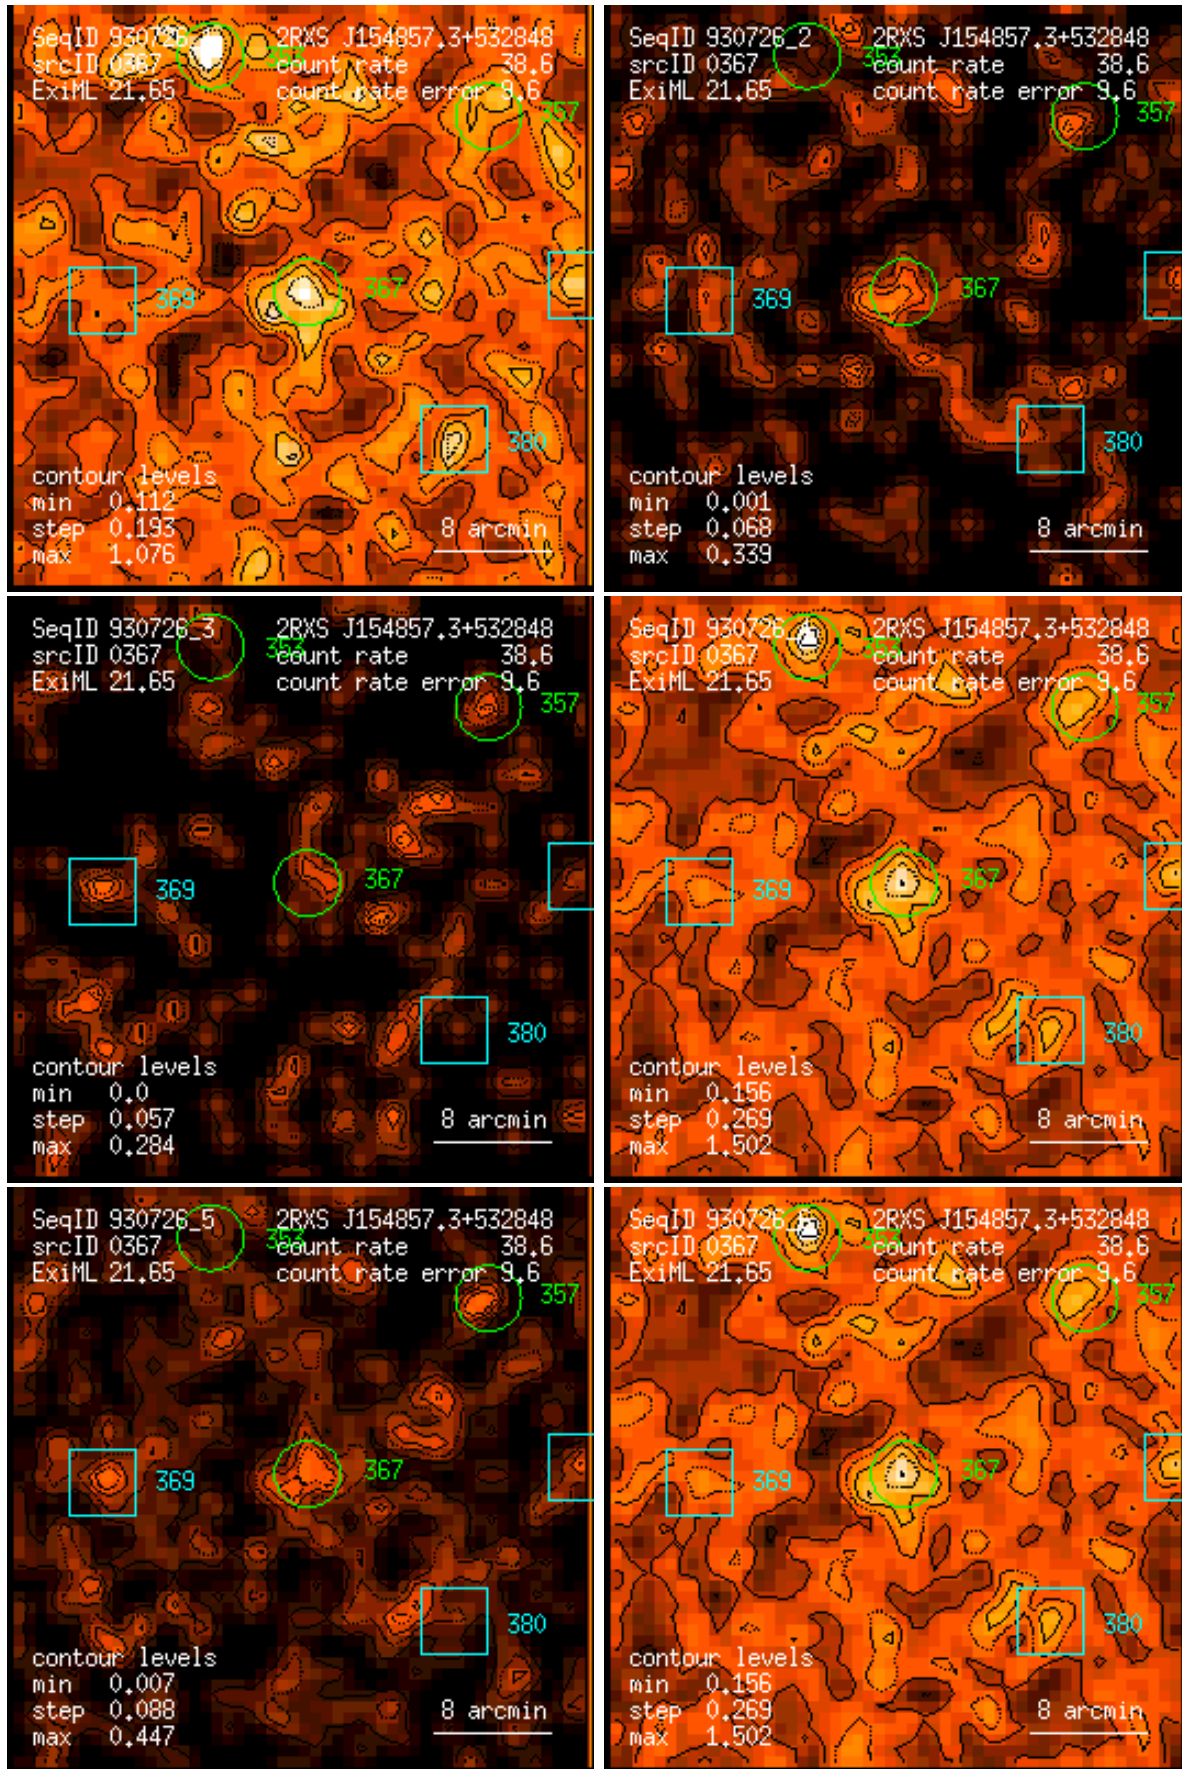 SeqID 930726 2RXS J154857.3+532848
srcID 0367 353 count rate 38.6
ExiML 21.65 count rate error 9.6
357
367
369
380
contour levels
min 0.112
step 0.193
max 1.076
8 arcmin
SeqID 930726_2 2RXS J154857.3+532848
srcID 0367 353 count rate 38.6
ExiML 21.65 count rate error 9.6
357
367
369
380
contour levels
min 0.001
step 0.068
max 0.339
8 arcmin
SeqID 930726_3 2RXS J154857.3+532848
srcID 0367 353 count rate 38.6
ExiML 21.65 count rate error 9.6
357
367
369
380
contour levels
min 0.0
step 0.057
max 0.284
8 arcmin
SeqID 930726 2RXS J154857.3+532848
srcID 0367 353 count rate 38.6
ExiML 21.65 count rate error 9.6
357
367
369
380
contour levels
min 0.156
step 0.269
max 1.502
8 arcmin
SeqID 930726_5 2RXS J154857.3+532848
srcID 0367 353 count rate 38.6
ExiML 21.65 count rate error 9.6
357
367
369
380
contour levels
min 0.007
step 0.088
max 0.447
8 arcmin
SeqID 930726 2RXS J154857.3+532848
srcID 0367 353 count rate 38.6
ExiML 21.65 count rate error 9.6
357
367
369
380
contour levels
min 0.156
step 0.269
max 1.502
8 arcmin